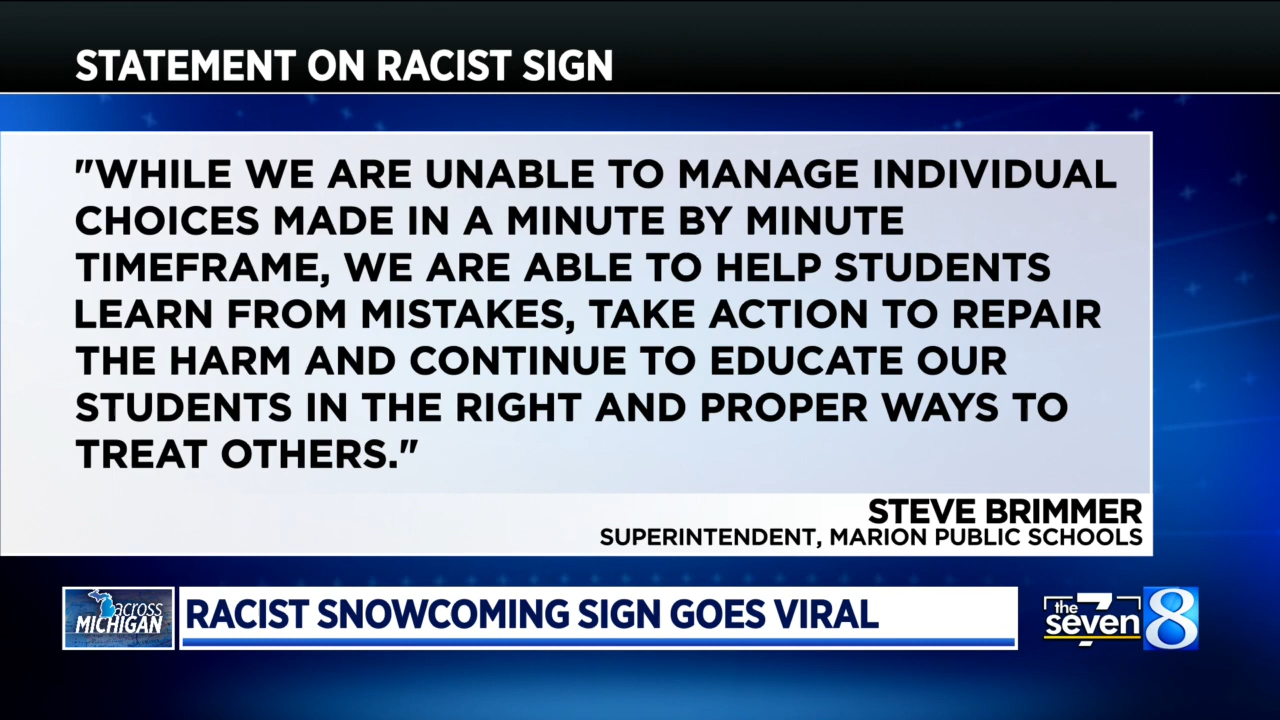 STATEMENT ON RACIST SIGN
"WHILE WE ARE UNABLE TO MANAGE INDIVIDUAL
CHOICES MADE IN A MINUTE BY MINUTE
TIMEFRAME, WE ARE ABLE TO HELP STUDENTS
LEARN FROM MISTAKES, TAKE ACTION TO REPAIR
THE HARM AND CONTINUE TO EDUCATE OUR
STUDENTS IN THE RIGHT AND PROPER WAYS TO
TREAT OTHERS."
STEVE BRIMMER
SUPERINTENDENT, MARION PUBLIC SCHOOLS
across
MICHIGAN
RACIST SNOWCOMING SIGN GOES VIRAL
the 7
seven
8